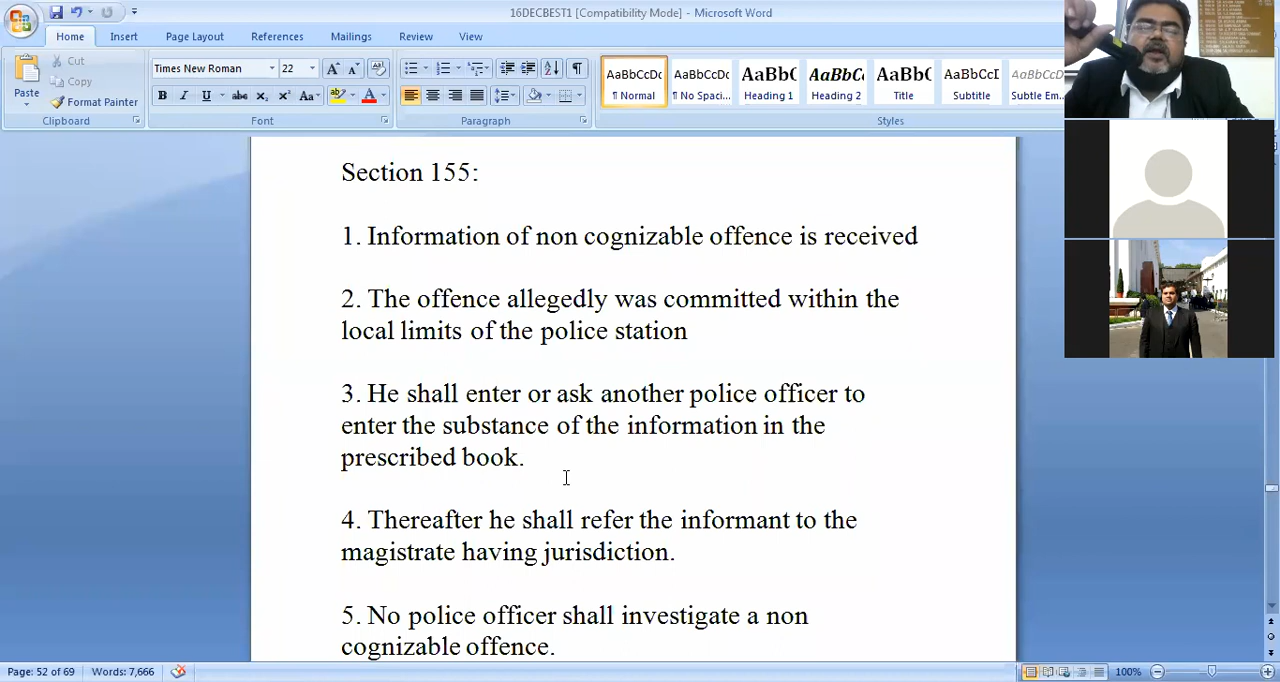 16DECBEST1 [Compatibility Mode] - Microsoft Word
Home Insert Page Layout References Mailings Review View
Paste
Cut
Copy
Format Painter
Clipboard
Times New Roman 22
Font
Paragraph
AaBbCcDc AaBbCcDc AaBbC AaBbC AaBbC AaBbCcI AaBbCcDc
¶ Normal ¶ No Spaci... Heading 1 Heading 2 Title Subtitle Subtle Em...
Styles
Section 155:
1. Information of non cognizable offence is received
2. The offence allegedly was committed within the
local limits of the police station
3. He shall enter or ask another police officer to
enter the substance of the information in the
prescribed book.
4. Thereafter he shall refer the informant to the
magistrate having jurisdiction.
5. No police officer shall investigate a non
cognizable offence.
Page: 52 of 69 Words: 7,666 100%